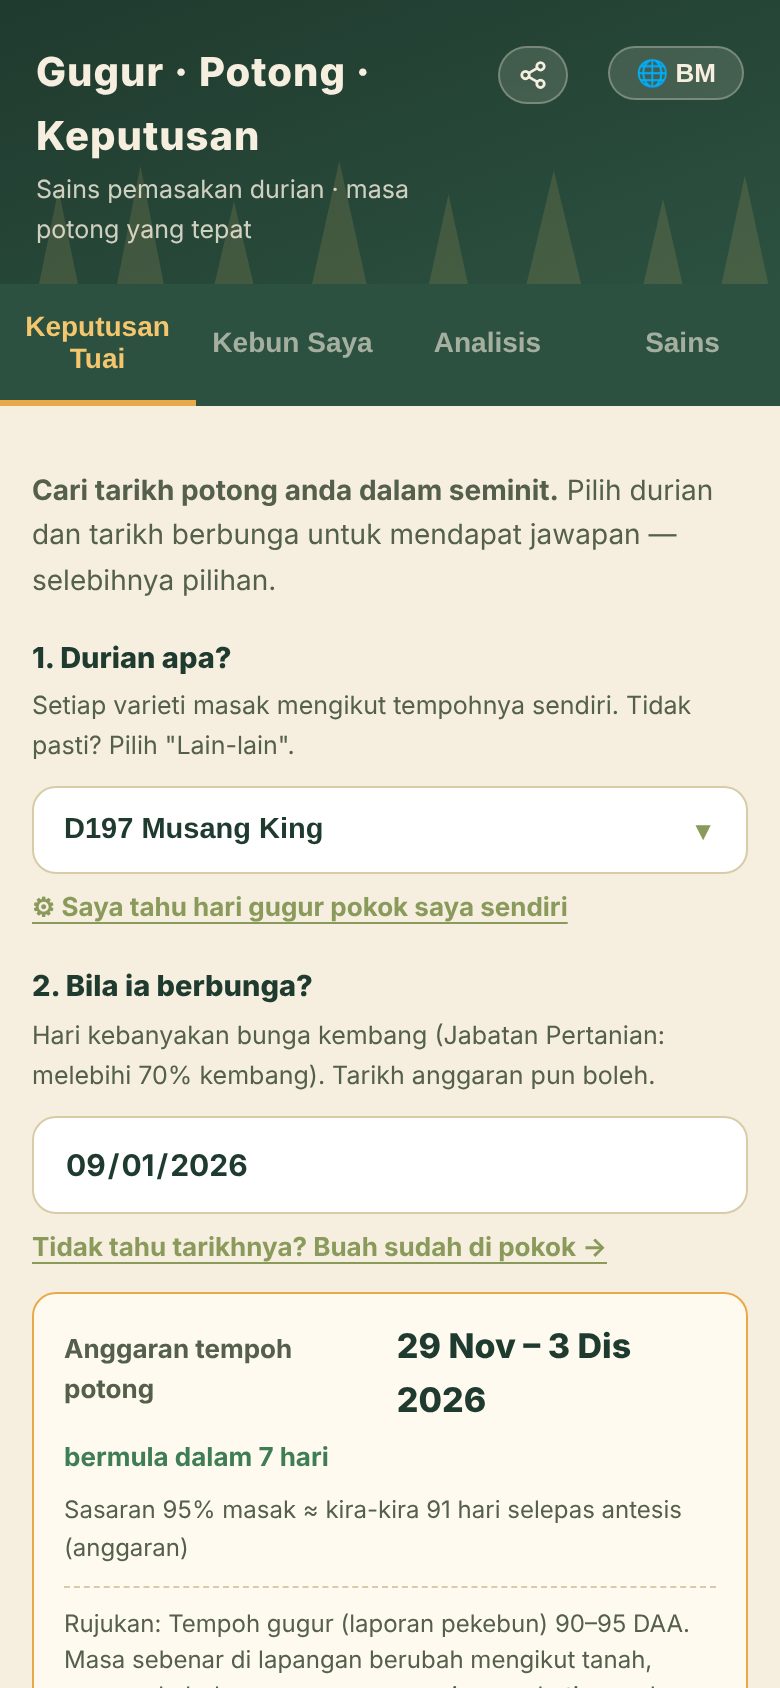 Gugur · Potong ·
Keputusan
🌐 BM
Sains pemasakan durian · masa
potong yang tepat
Keputusan
Tuai
Kebun Saya
Analisis
Sains
Cari tarikh potong anda dalam seminit. Pilih durian
dan tarikh berbunga untuk mendapat jawapan —
selebihnya pilihan.
1. Durian apa?
Setiap varieti masak mengikut tempohnya sendiri. Tidak
pasti? Pilih "Lain-lain".
D197 Musang King ▼
⚙ Saya tahu hari gugur pokok saya sendiri
2. Bila ia berbunga?
Hari kebanyakan bunga kembang (Jabatan Pertanian:
melebihi 70% kembang). Tarikh anggaran pun boleh.
09/01/2026
Tidak tahu tarikhnya? Buah sudah di pokok →
Anggaran tempoh
potong
29 Nov – 3 Dis
2026
bermula dalam 7 hari
Sasaran 95% masak ≈ kira-kira 91 hari selepas antesis
(anggaran)
Rujukan: Tempoh gugur (laporan pekebun) 90–95 DAA.
Masa sebenar di lapangan berubah mengikut tanah,